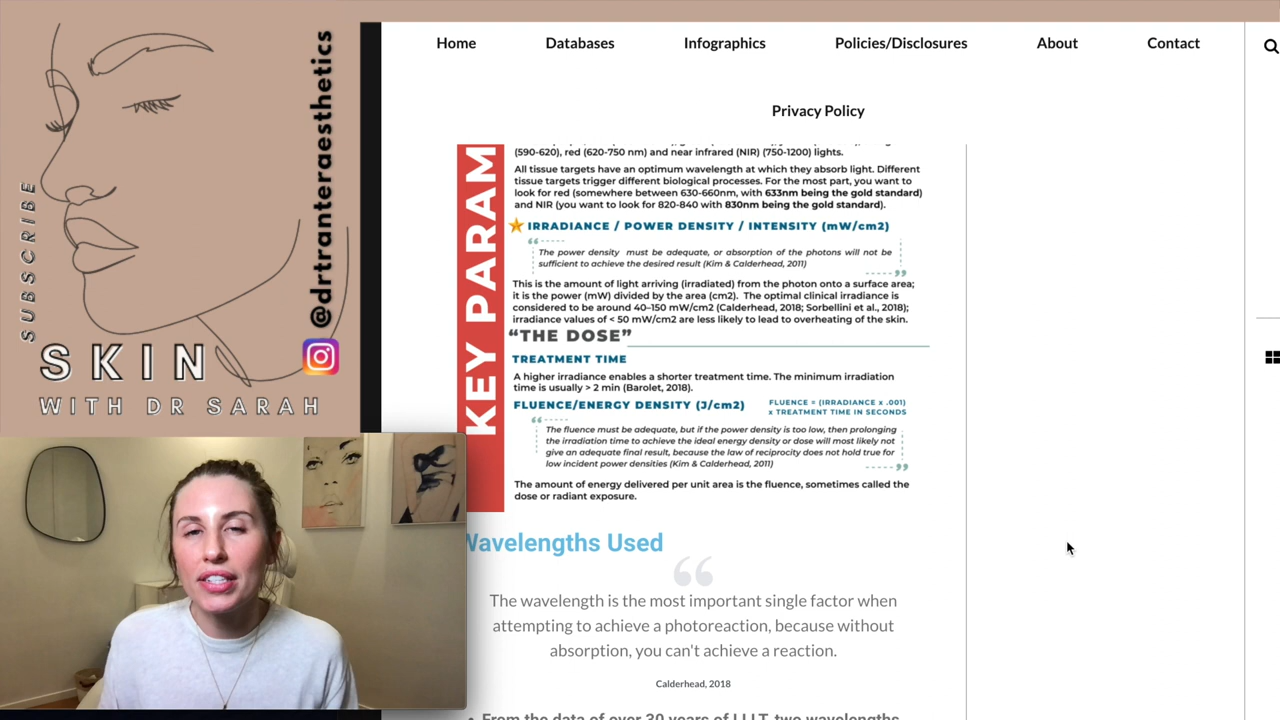 SUBSCRIBE
@drtranteraesthetics
SKIN
WITH DR SARAH
Home
Databases
Infographics
Policies/Disclosures
About
Contact
Privacy Policy
KEY PARAM
(590-620), red (620-750 nm) and near infrared (NIR) (750-1200) lights.
All tissue targets have an optimum wavelength at which they absorb light. Different
tissue targets trigger different biological processes. For the most part, you want to
look for red (somewhere between 630-660nm, with 633nm being the gold standard)
and NIR (you want to look for 820-840 with 830nm being the gold standard).
IRRADIANCE / POWER DENSITY / INTENSITY (mW/cm2)
The power density must be adequate, or absorption of the photons will not be
sufficient to achieve the desired result (Kim & Calderhead, 2011)
This is the amount of light arriving (irradiated) from the photon onto a surface area;
it is the power (mW) divided by the area (cm2). The optimal clinical irradiance is
considered to be around 40–150 mW/cm2 (Calderhead, 2018; Sorbellini et al., 2018);
irradiance values of < 50 mW/cm2 are less likely to lead to overheating of the skin.
“THE DOSE”
TREATMENT TIME
A higher irradiance enables a shorter treatment time. The minimum irradiation
time is usually > 2 min (Barolet, 2018).
FLUENCE/ENERGY DENSITY (J/cm2)
FLUENCE = (IRRADIANCE x .001)
x TREATMENT TIME IN SECONDS
The fluence must be adequate, but if the power density is too low, then prolonging
the irradiation time to achieve the ideal energy density or dose will most likely not
give an adequate final result, because the law of reciprocity does not hold true for
low incident power densities (Kim & Calderhead, 2011)
The amount of energy delivered per unit area is the fluence, sometimes called the
dose or radiant exposure.
Wavelengths Used
The wavelength is the most important single factor when
attempting to achieve a photoreaction, because without
absorption, you can't achieve a reaction.
Calderhead, 2018
From the data of over 30 years of LLLT, two wavelengths